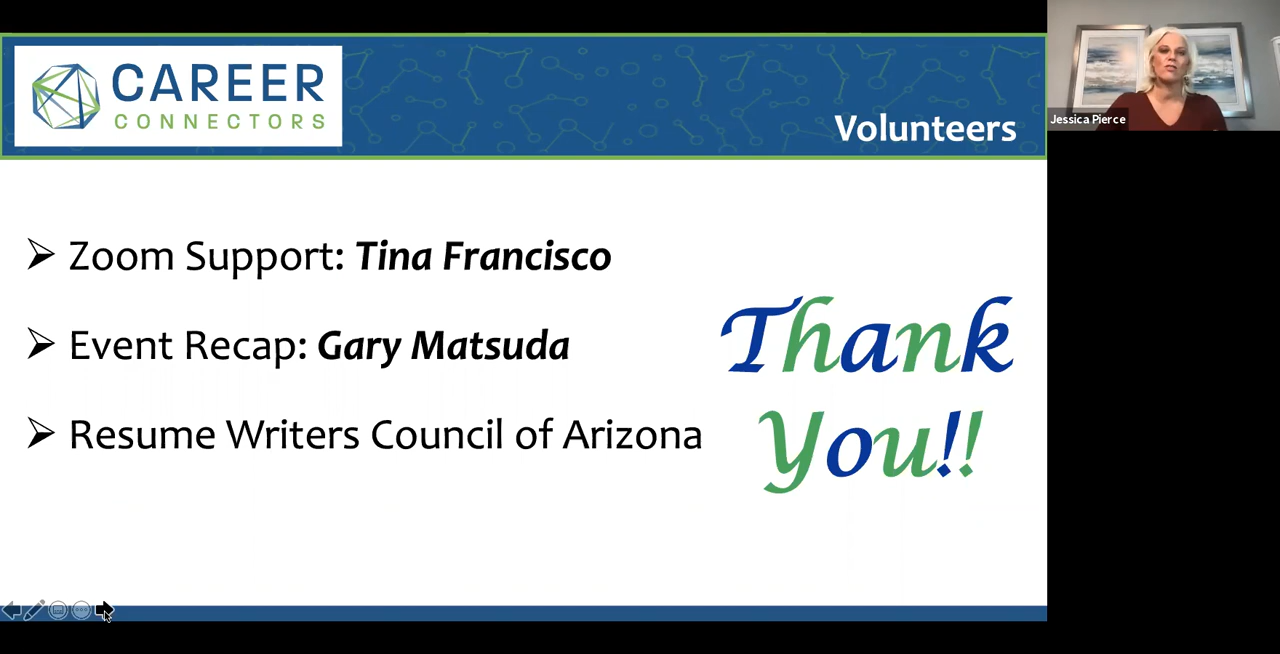 CAREER
CONNECTORS
Volunteers
Jessica Pierce
Zoom Support: Tina Francisco
Event Recap: Gary Matsuda
Resume Writers Council of Arizona
Thank
You!!